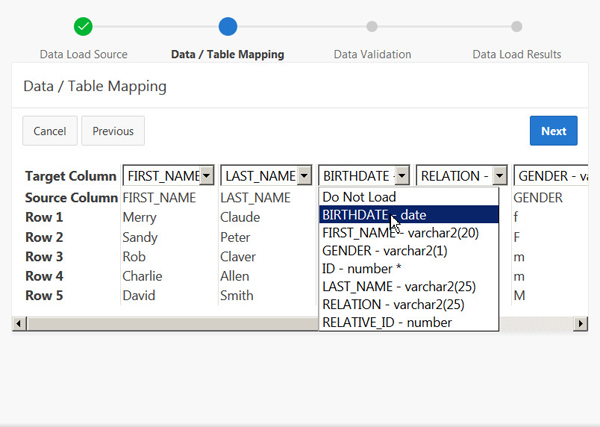 Data Load Source Data / Table Mapping Data Validation Data Load Results
Data / Table Mapping
Cancel Previous Next
Target Column FIRST_NAME LAST_NAME BIRTHDATE - RELATION - GENDER - va
Source Column FIRST_NAME LAST_NAME Do Not Load GENDER
Row 1 Merry Claude BIRTHDATE - date f
Row 2 Sandy Peter FIRST_NAME - varchar2(20) F
Row 3 Rob Claver GENDER - varchar2(1) m
ID - number *
Row 4 Charlie Allen LAST_NAME - varchar2(25) m
Row 5 David Smith RELATION - varchar2(25) M
RELATIVE_ID - number